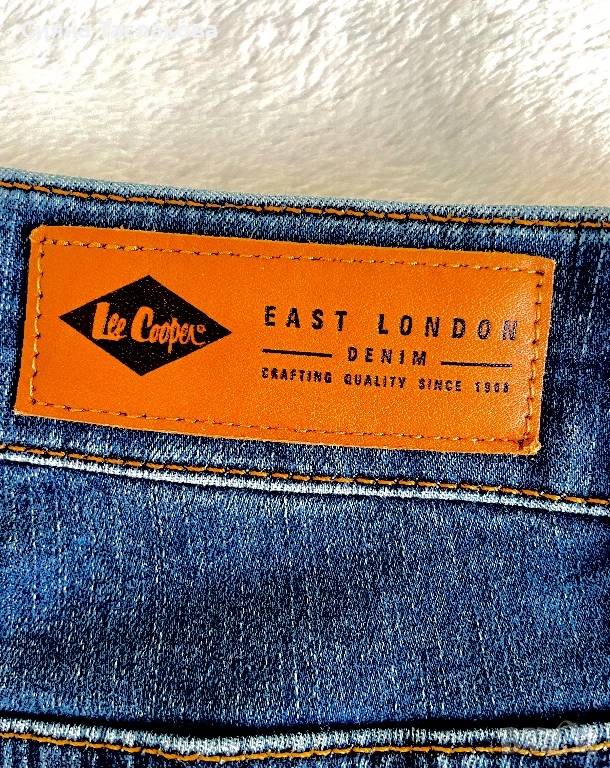 Lee Cooper®
EAST LONDON
DENIM
CRAFTING QUALITY SINCE 1908